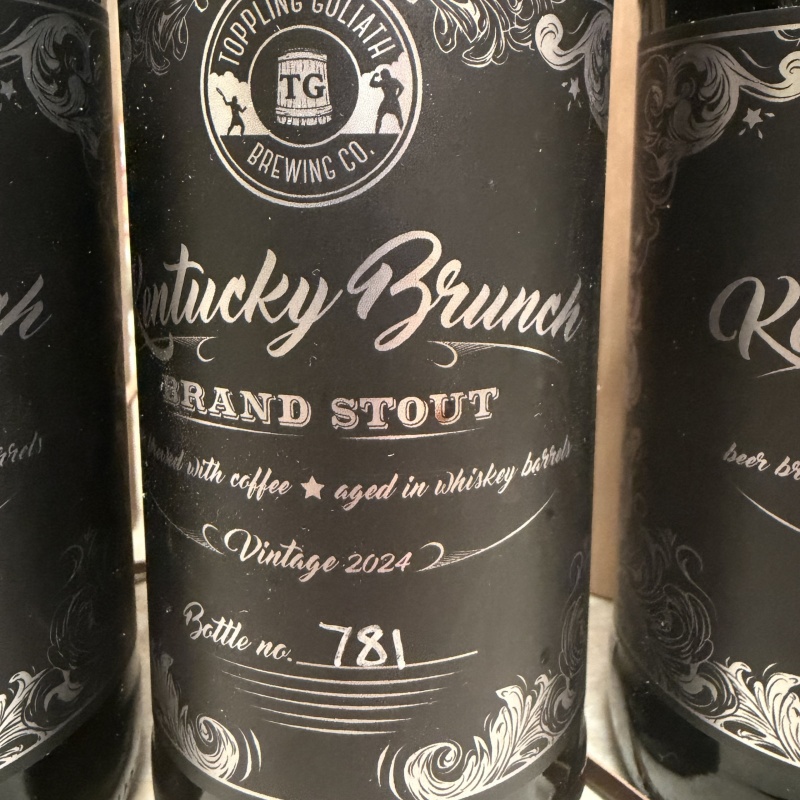 TOPPLING GOLIATH
TG
BREWING CO.
Kentucky Brunch
BRAND STOUT
with coffee ★ aged in whiskey barrels
Vintage 2024
Bottle no. 781
beer